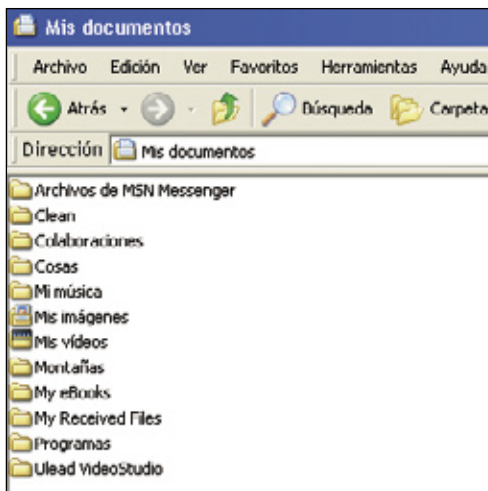 Mis documentos
Archivo Edición Ver Favoritos Herramientas Ayuda
Atrás Búsqueda Carpeta
Dirección Mis documentos
Archivos de MSN Messenger
Clean
Colaboraciones
Cosas
Mi música
Mis imágenes
Mis vídeos
Montañas
My eBooks
My Received Files
Programas
Ulead VideoStudio